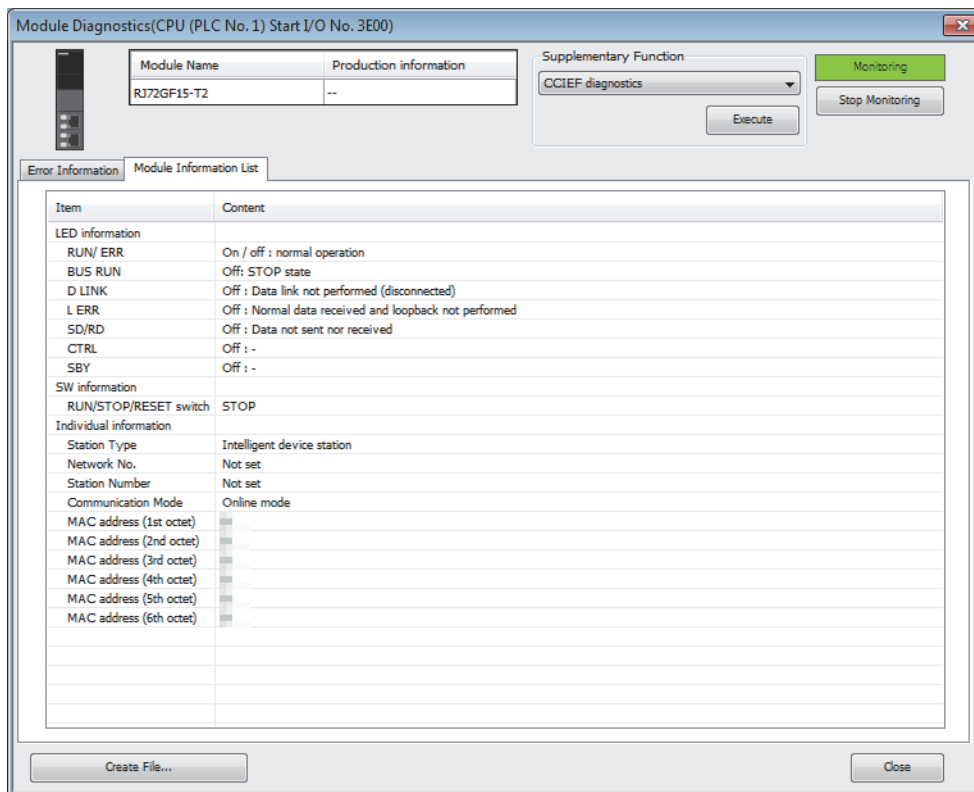 Module Diagnostics(CPU (PLC No. 1) Start I/O No. 3E00)
Module Name Production information
RJ72GF15-T2 --
Supplementary Function
CCIEF diagnostics
Execute
Monitoring
Stop Monitoring
Error Information Module Information List
Item Content
LED information
RUN/ ERR On / off : normal operation
BUS RUN Off: STOP state
D LINK Off : Data link not performed (disconnected)
L ERR Off : Normal data received and loopback not performed
SD/RD Off : Data not sent nor received
CTRL Off : -
SBY Off : -
SW information
RUN/STOP/RESET switch STOP
Individual information
Station Type Intelligent device station
Network No. Not set
Station Number Not set
Communication Mode Online mode
MAC address (1st octet)
MAC address (2nd octet)
MAC address (3rd octet)
MAC address (4th octet)
MAC address (5th octet)
MAC address (6th octet)
Create File... Close